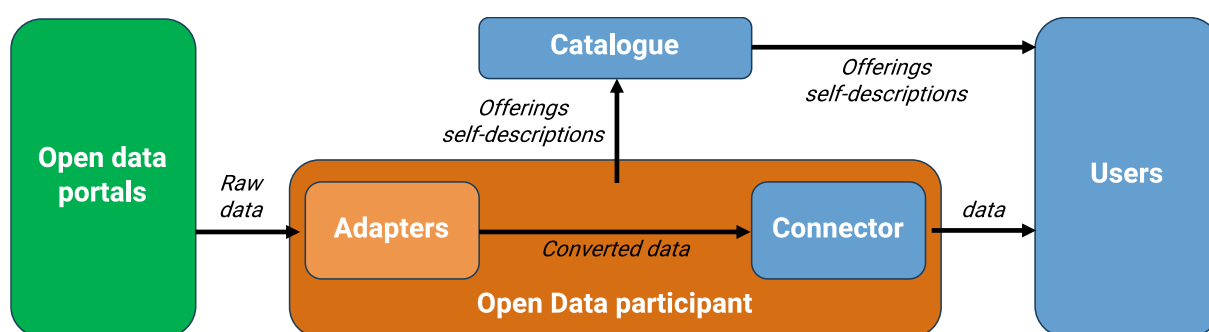 Catalogue
Offerings
self-descriptions
Offerings
self-descriptions
Open data
portals
Raw
data
Adapters
Converted data
Connector
data
Users
Open Data participant